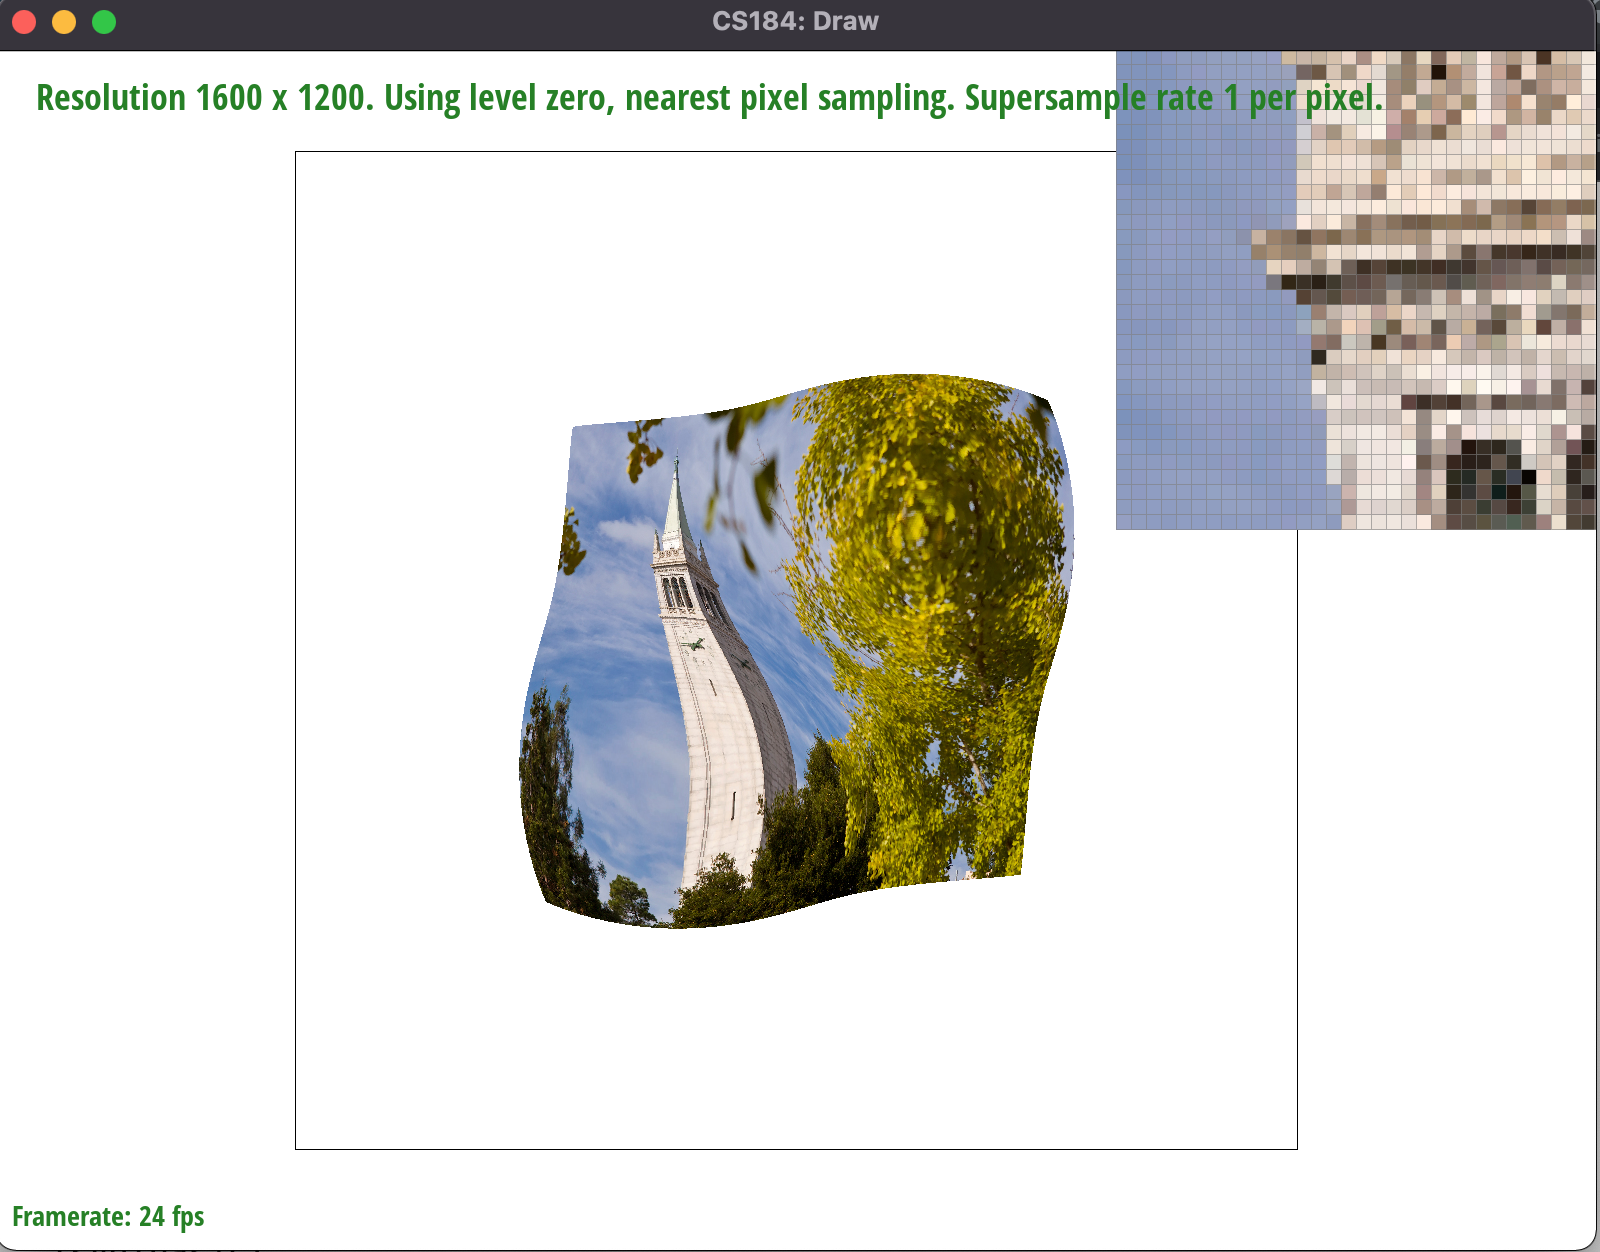 CS184: Draw
Resolution 1600 x 1200. Using level zero, nearest pixel sampling. Supersample rate 1 per pixel.
Framerate: 24 fps